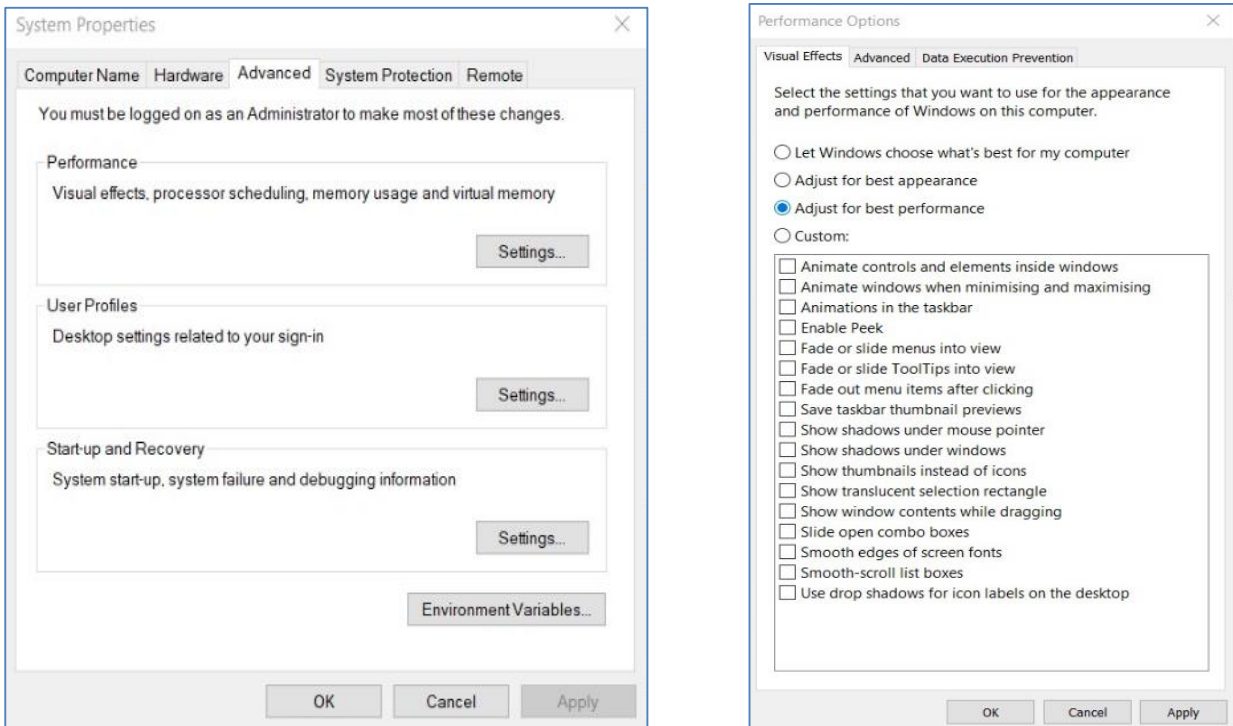 System Properties
Computer Name Hardware Advanced System Protection Remote
You must be logged on as an Administrator to make most of these changes.
Performance
Visual effects, processor scheduling, memory usage and virtual memory
Settings...
User Profiles
Desktop settings related to your sign-in
Settings...
Start-up and Recovery
System start-up, system failure and debugging information
Settings...
Environment Variables...
OK Cancel Apply
Performance Options
Visual Effects Advanced Data Execution Prevention
Select the settings that you want to use for the appearance
and performance of Windows on this computer.
Let Windows choose what's best for my computer
Adjust for best appearance
Adjust for best performance
Custom:
Animate controls and elements inside windows
Animate windows when minimising and maximising
Animations in the taskbar
Enable Peek
Fade or slide menus into view
Fade or slide ToolTips into view
Fade out menu items after clicking
Save taskbar thumbnail previews
Show shadows under mouse pointer
Show shadows under windows
Show thumbnails instead of icons
Show translucent selection rectangle
Show window contents while dragging
Slide open combo boxes
Smooth edges of screen fonts
Smooth-scroll list boxes
Use drop shadows for icon labels on the desktop
OK Cancel Apply